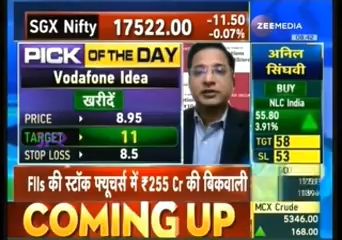 SGX Nifty 17522.00 -11.50
-0.07%
ZEEMEDIA
08:42
PICK OF THE DAY
Vodafone Idea
खरीदें
PRICE ▸ 8.95
TARGET ▸ 11
STOP LOSS ▸ 8.5
अनिल
सिंघवी
BUY
NLC India
55.80
3.91%
TGT 58
SL 53
FIIs की स्टॉक फ्यूचर्स में ₹255 Cr की बिकवाली
COMING UP
MCX Crude
5346.00
168.00